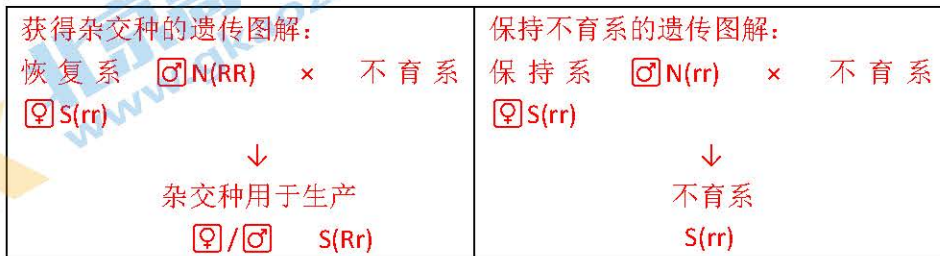 获得杂交种的遗传图解:
恢复系 ♂N(RR) × 不育系
♀S(rr)
↓
杂交种用于生产
♀/♂ S(Rr)
保持不育系的遗传图解:
保持系 ♂N(rr) × 不育系
♀S(rr)
↓
不育系
S(rr)